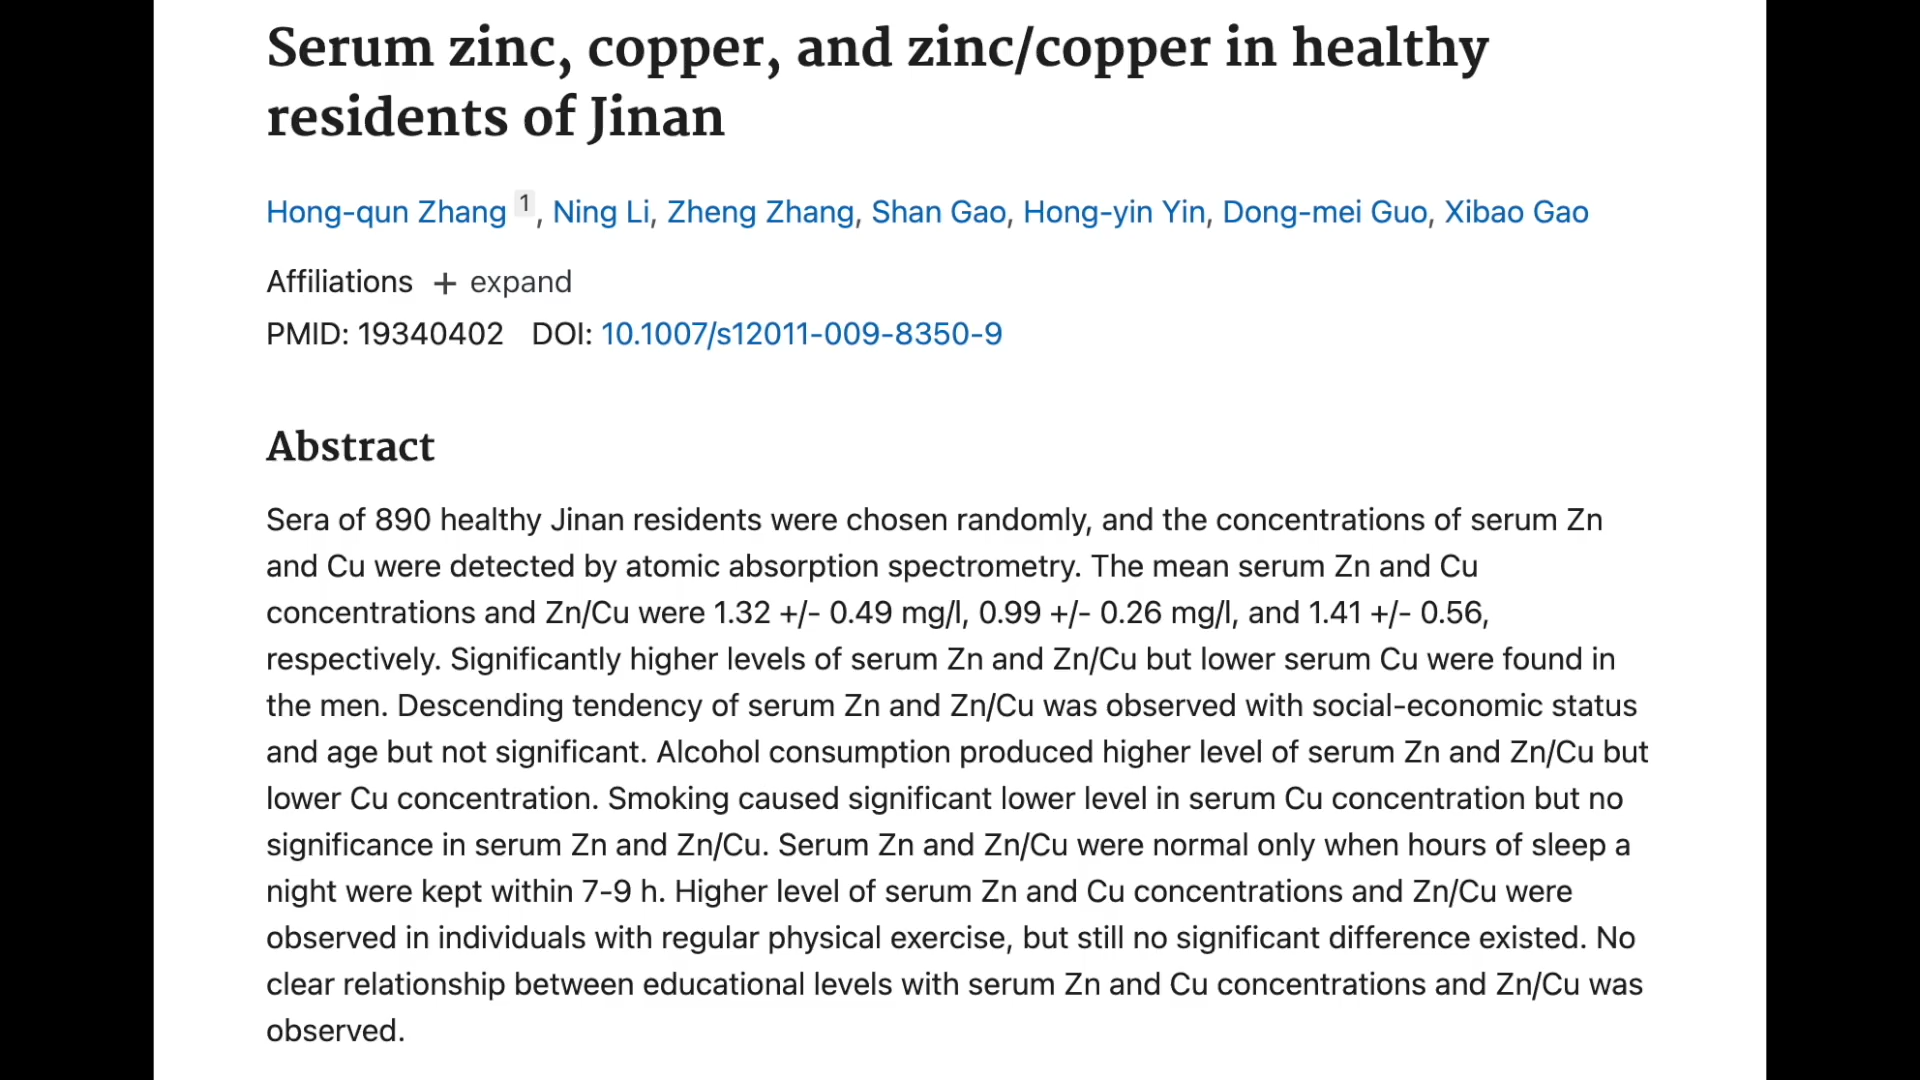 Serum zinc, copper, and zinc/copper in healthy
residents of Jinan
Hong-qun Zhang 1, Ning Li, Zheng Zhang, Shan Gao, Hong-yin Yin, Dong-mei Guo, Xibao Gao
Affiliations + expand
PMID: 19340402 DOI: 10.1007/s12011-009-8350-9
Abstract
Sera of 890 healthy Jinan residents were chosen randomly, and the concentrations of serum Zn
and Cu were detected by atomic absorption spectrometry. The mean serum Zn and Cu
concentrations and Zn/Cu were 1.32 +/- 0.49 mg/l, 0.99 +/- 0.26 mg/l, and 1.41 +/- 0.56,
respectively. Significantly higher levels of serum Zn and Zn/Cu but lower serum Cu were found in
the men. Descending tendency of serum Zn and Zn/Cu was observed with social-economic status
and age but not significant. Alcohol consumption produced higher level of serum Zn and Zn/Cu but
lower Cu concentration. Smoking caused significant lower level in serum Cu concentration but no
significance in serum Zn and Zn/Cu. Serum Zn and Zn/Cu were normal only when hours of sleep a
night were kept within 7-9 h. Higher level of serum Zn and Cu concentrations and Zn/Cu were
observed in individuals with regular physical exercise, but still no significant difference existed. No
clear relationship between educational levels with serum Zn and Cu concentrations and Zn/Cu was
observed.